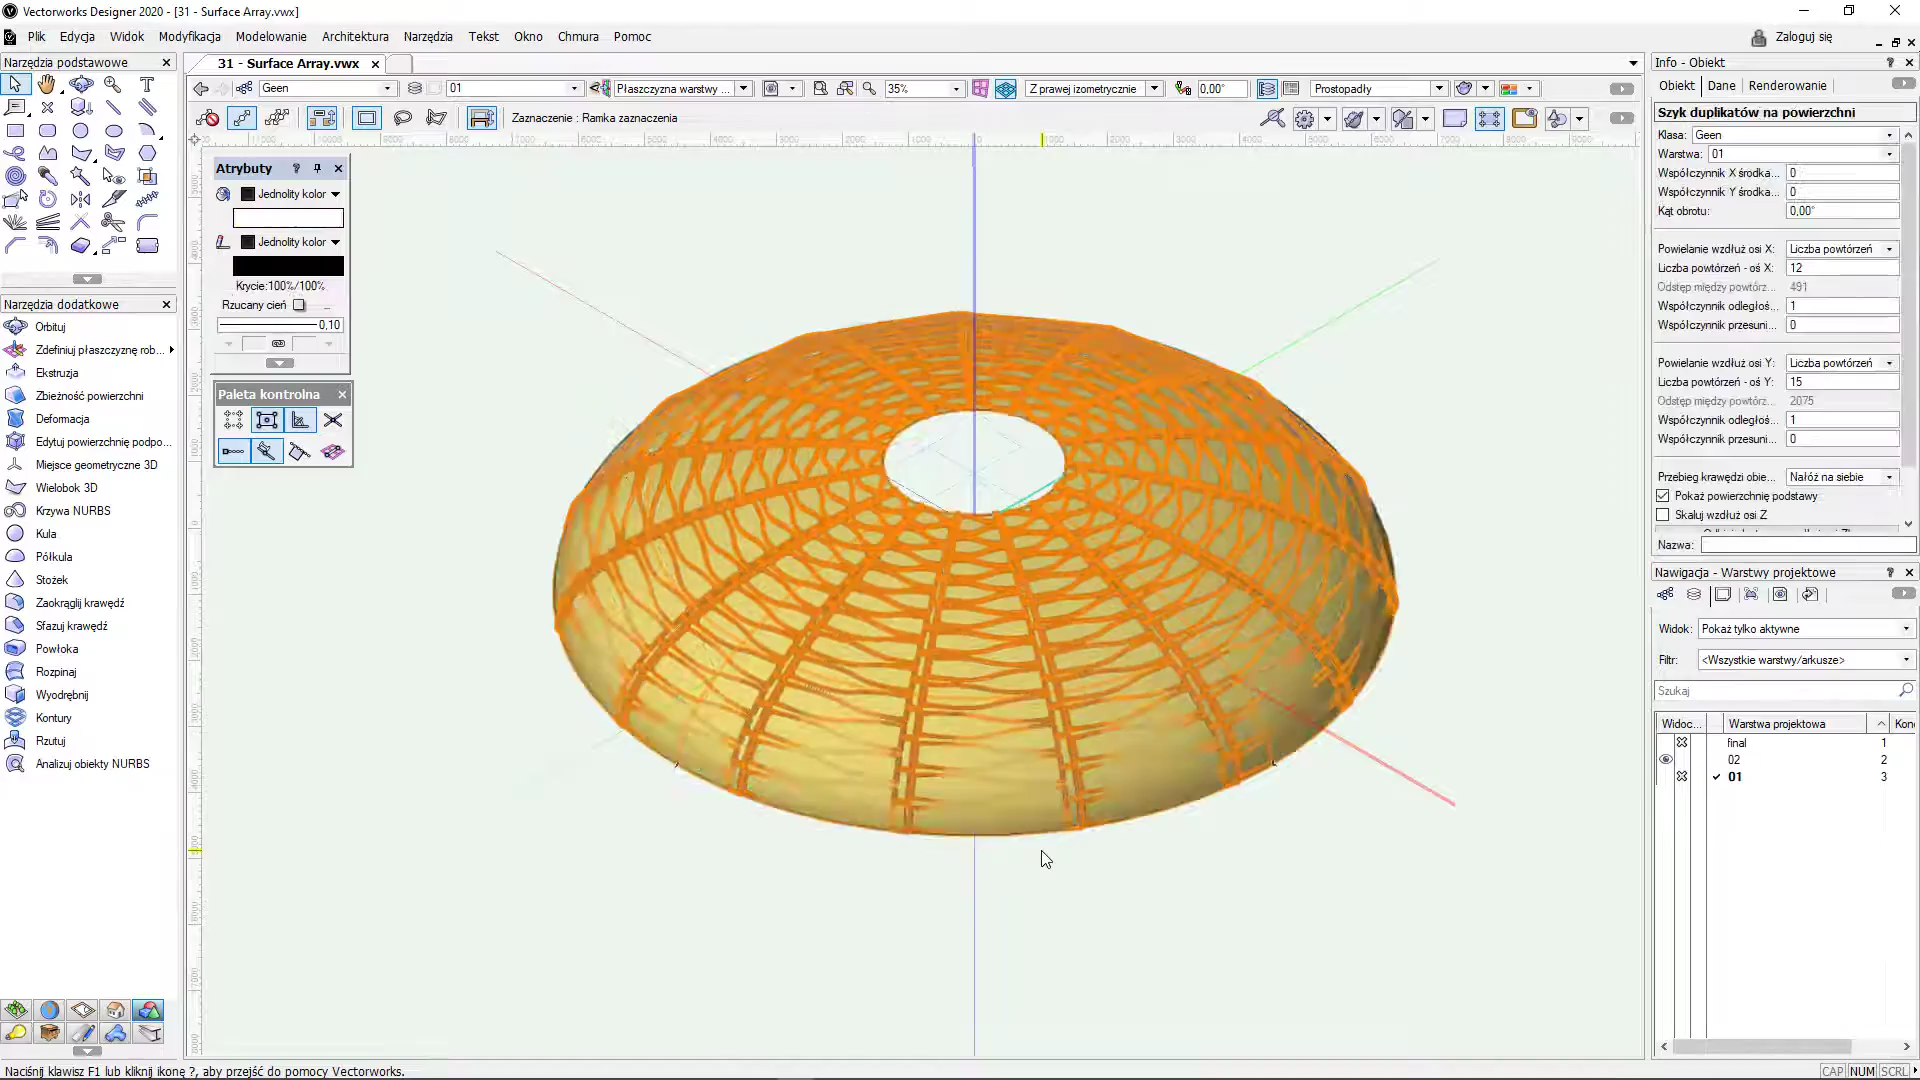 Vectorworks Designer 2020 - [31 - Surface Array.vwx]
Plik Edycja Widok Modyfikacja Modelowanie Architektura Narzędzia Tekst Okno Chmura Pomoc
Zaloguj się
Narzędzia podstawowe
31 - Surface Array.vwx
Geen
01
Płaszczyzna warstwy ...
35%
Z prawej izometrycznie
0,00°
Prostopadły
Zaznaczenie : Ramka zaznaczenia
Atrybuty
Jednolity kolor
Jednolity kolor
Krycie:100%/100%
Rzucany cień
0,10
Paleta kontrolna
Narzędzia dodatkowe
Orbituj
Zdefiniuj płaszczyznę rob...
Ekstruzja
Zbieżność powierzchni
Deformacja
Edytuj powierzchnię podpo...
Miejsce geometryczne 3D
Wielobok 3D
Krzywa NURBS
Kula
Półkula
Stożek
Zaokrąglij krawędź
Sfazuj krawędź
Powłoka
Rozpinaj
Wyodrębnij
Kontury
Rzutuj
Analizuj obiekty NURBS
Info - Obiekt
Obiekt Dane Renderowanie
Szyk duplikatów na powierzchni
Klasa: Geen
Warstwa: 01
Współczynnik X środka... 0
Współczynnik Y środka... 0
Kąt obrotu: 0,00°
Powielanie wzdłuż osi X: Liczba powtórzeń
Liczba powtórzeń - oś X: 12
Odstęp między powtórz... 491
Współczynnik odległoś... 1
Współczynnik przesuni... 0
Powielanie wzdłuż osi Y: Liczba powtórzeń
Liczba powtórzeń - oś Y: 15
Odstęp między powtórz... 2075
Współczynnik odległoś... 1
Współczynnik przesuni... 0
Przebieg krawędzi obie... Nałóż na siebie
Pokaż powierzchnię podstawy
Skaluj wzdłuż osi Z
Nazwa:
Nawigacja - Warstwy projektowe
Widok: Pokaż tylko aktywne
Filtr: <Wszystkie warstwy/arkusze>
Szukaj
Widoc... Warstwa projektowa Kond
final 1
02 2
01 3
Naciśnij klawisz F1 lub kliknij ikonę ?, aby przejść do pomocy Vectorworks.
CAP NUM SCRL